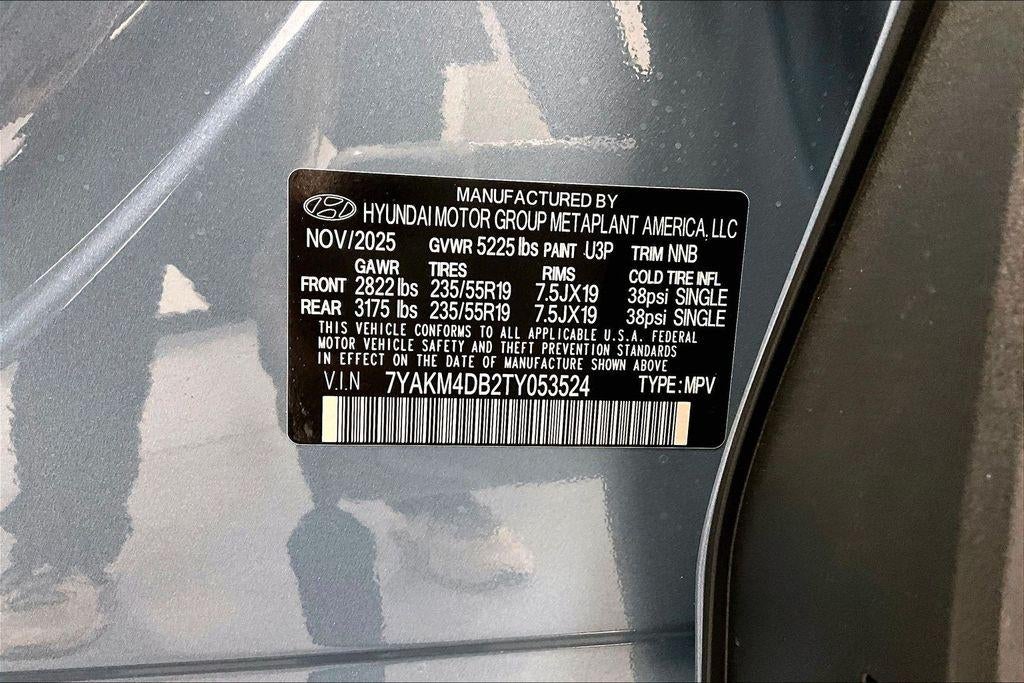 MANUFACTURED BY
HYUNDAI MOTOR GROUP METAPLANT AMERICA, LLC
NOV/2025 GVWR 5225 lbs PAINT U3P TRIM NNB
GAWR TIRES RIMS COLD TIRE INFL
FRONT 2822 lbs 235/55R19 7.5JX19 38psi SINGLE
REAR 3175 lbs 235/55R19 7.5JX19 38psi SINGLE
THIS VEHICLE CONFORMS TO ALL APPLICABLE U.S.A. FEDERAL
MOTOR VEHICLE SAFETY AND THEFT PREVENTION STANDARDS
IN EFFECT ON THE DATE OF MANUFACTURE SHOWN ABOVE
V.I.N 7YAKM4DB2TY053524 TYPE : MPV